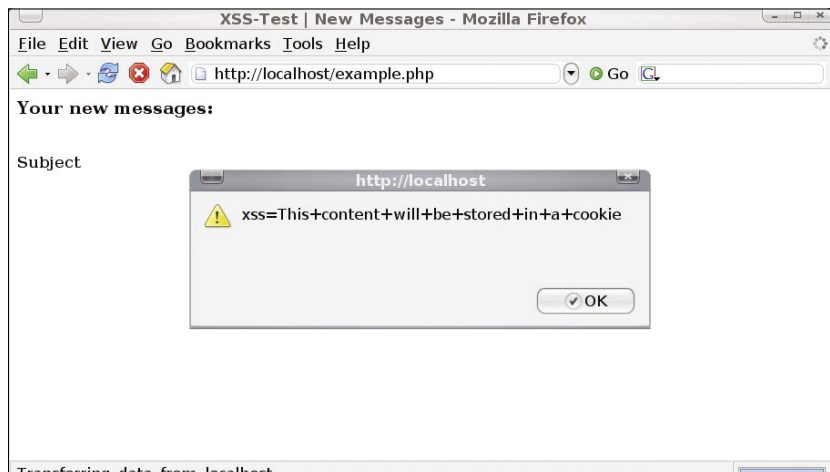 XSS-Test | New Messages - Mozilla Firefox
File Edit View Go Bookmarks Tools Help
http://localhost/example.php Go G
Your new messages:
Subject
http://localhost
xss=This+content+will+be+stored+in+a+cookie
OK
Transferring data from localhost